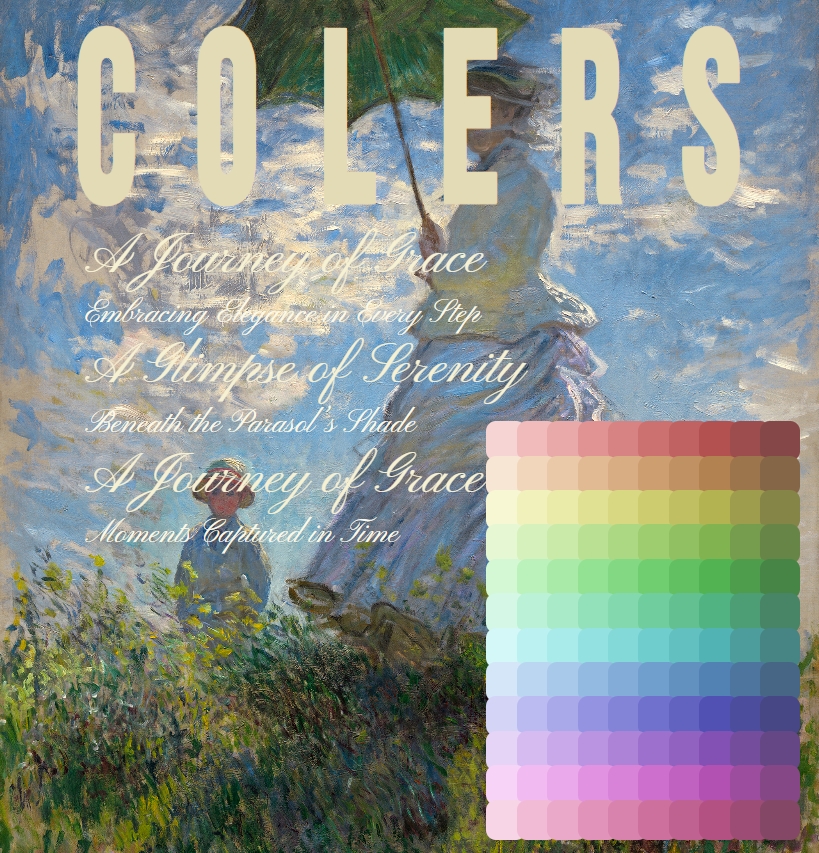 COLERS
A Journey of Grace
Embracing Elegance in Every Step
A Glimpse of Serenity
Beneath the Parasol's Shade
A Journey of Grace
Moments Captured in Time